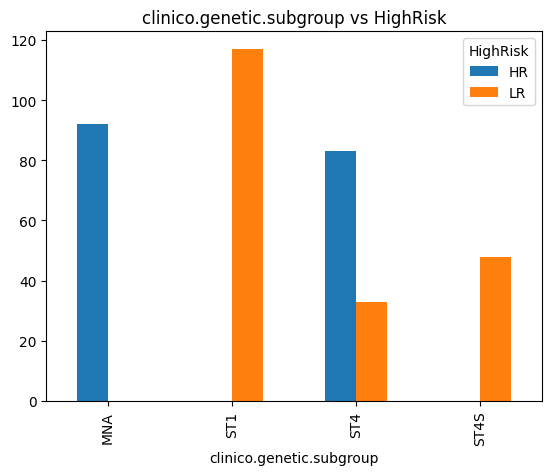 clinico.genetic.subgroup vs HighRisk
HighRisk
HR
LR
120
100
80
60
40
20
0
MNA
ST1
ST4
ST4S
clinico.genetic.subgroup